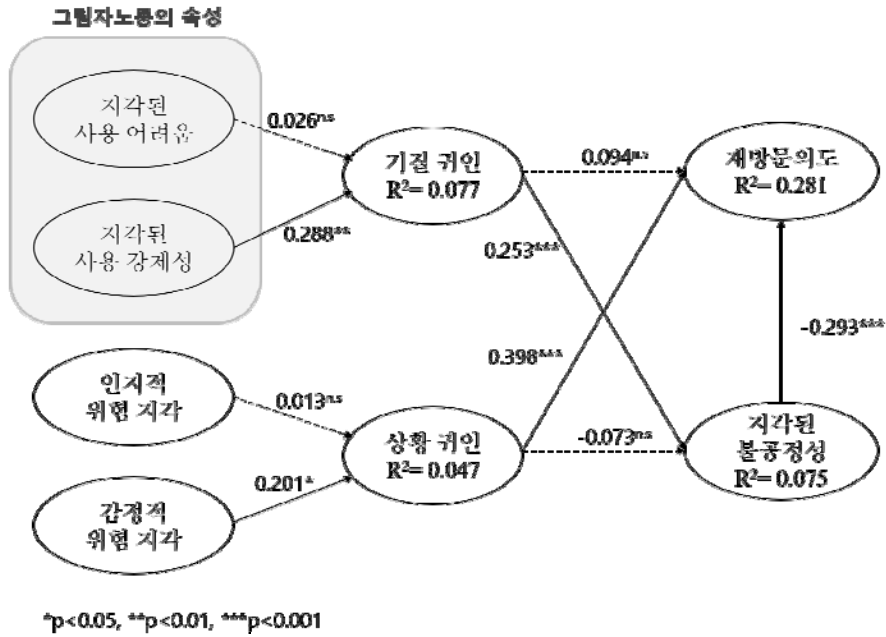 그림자노동의 속성
지각된
사용 어려움
0.026ns
지각된
사용 강제성
0.288**
기질 귀인
R²= 0.077
0.094n.s
재방문의도
R²= 0.281
0.253***
0.398***
-0.293***
인지적
위험 지각
0.013ns
감정적
위험 지각
0.201*
상황 귀인
R²= 0.047
-0.073ns
지각된
불공정성
R²= 0.075
*p<0.05, **p<0.01, ***p<0.001